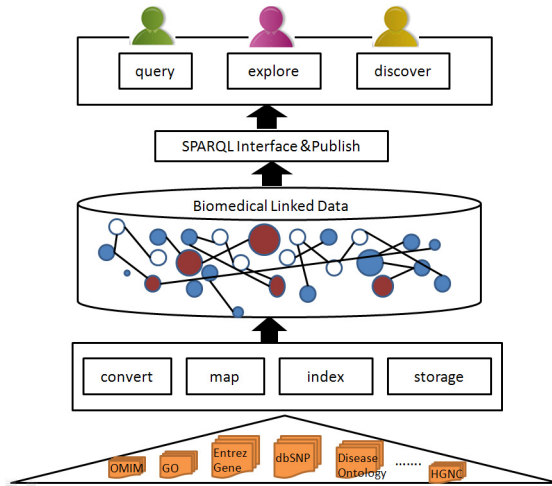 query explore discover
SPARQL Interface &Publish
Biomedical Linked Data
convert map index storage
OMIM
GO
Entrez
Gene
dbSNP
Disease
Ontology
.......
HGNC